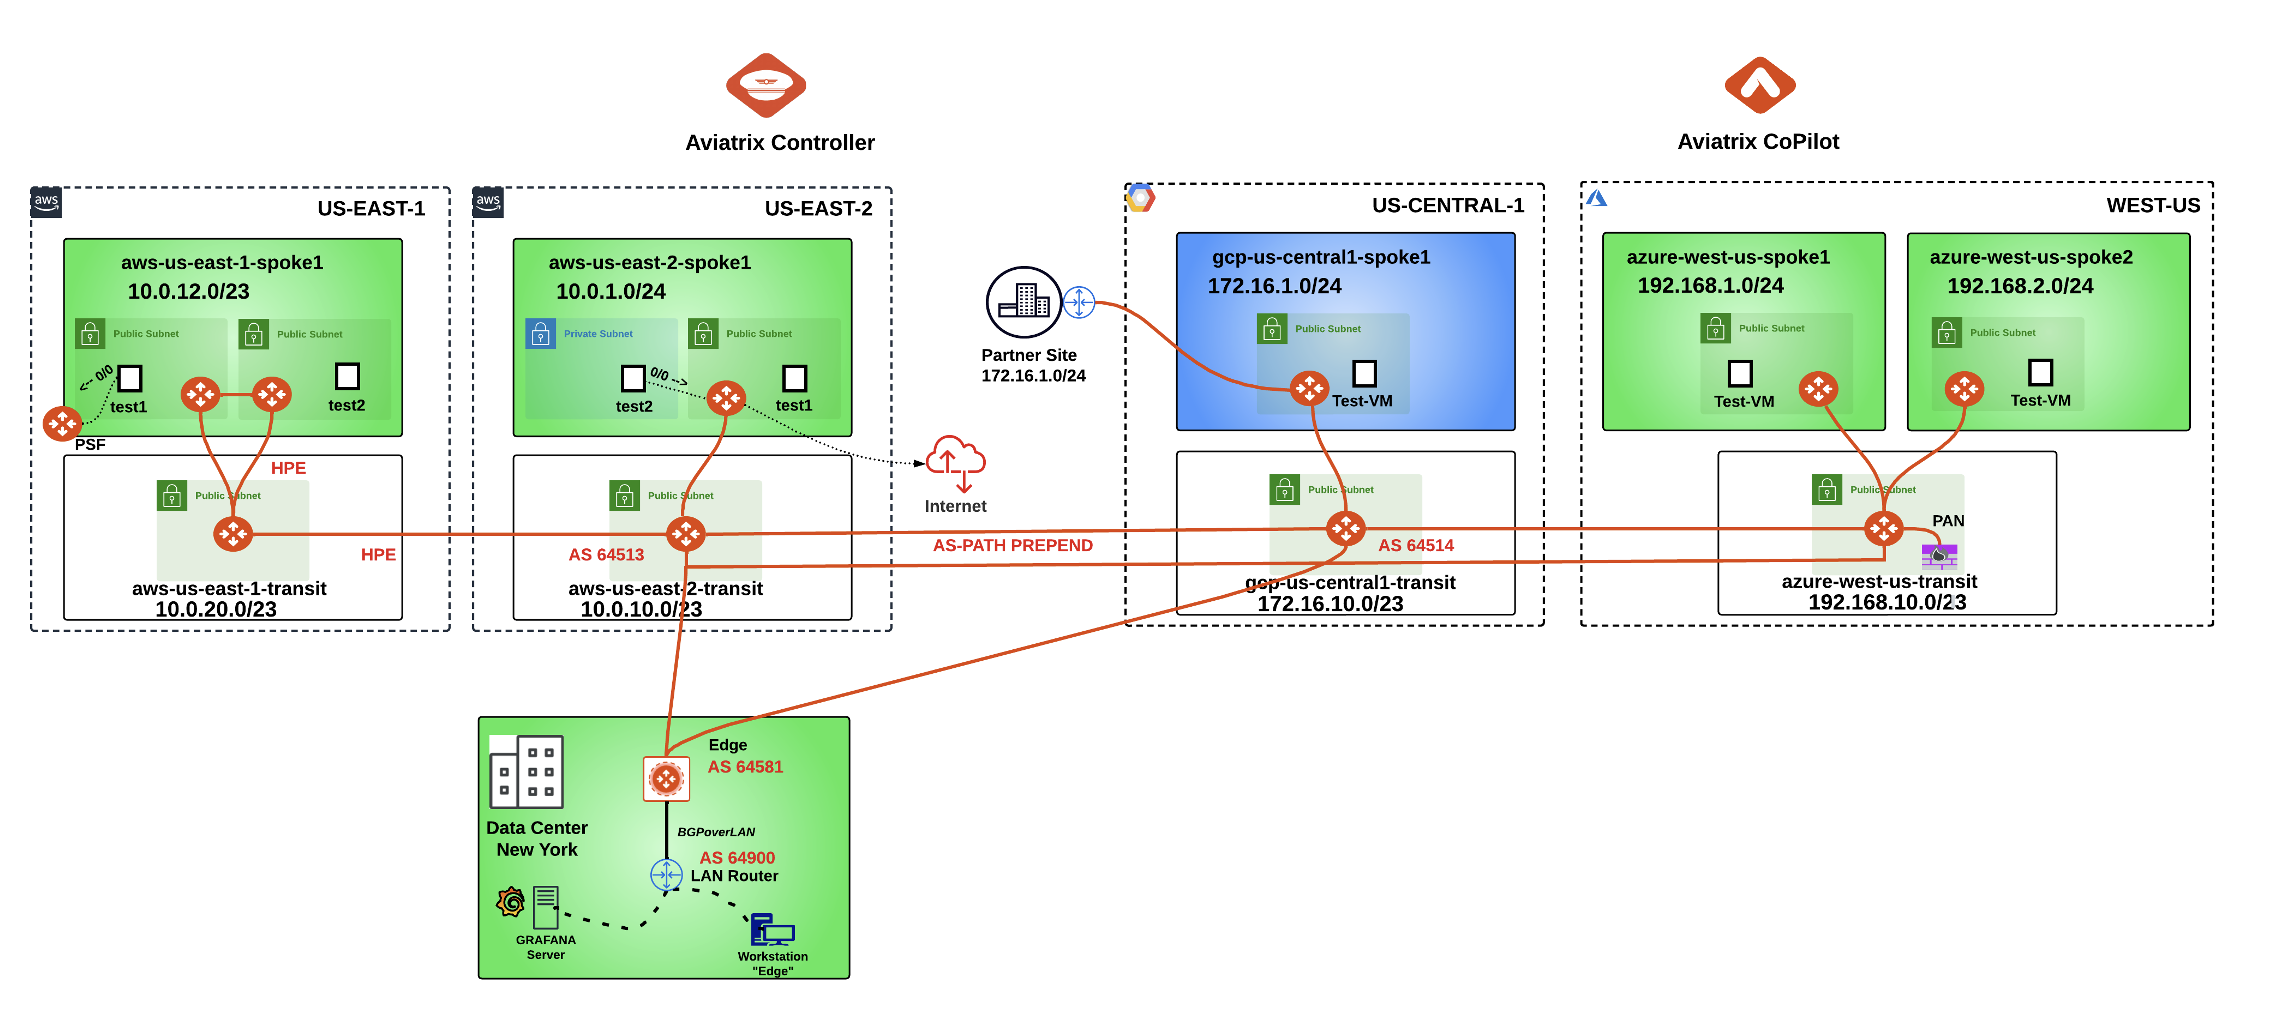 Aviatrix Controller
Aviatrix CoPilot
aws
US-EAST-1
aws-us-east-1-spoke1
10.0.12.0/23
Public Subnet
Public Subnet
0/0
test1
test2
PSF
HPE
Public Subnet
HPE
aws-us-east-1-transit
10.0.20.0/23
aws
US-EAST-2
aws-us-east-2-spoke1
10.0.1.0/24
Private Subnet
Public Subnet
0/0
test2
test1
Internet
Public Subnet
AS 64513
aws-us-east-2-transit
10.0.10.0/23
AS-PATH PREPEND
Partner Site
172.16.1.0/24
US-CENTRAL-1
gcp-us-central1-spoke1
172.16.1.0/24
Public Subnet
Test-VM
Public Subnet
AS 64514
gcp-us-central1-transit
172.16.10.0/23
WEST-US
azure-west-us-spoke1
192.168.1.0/24
Public Subnet
Test-VM
azure-west-us-spoke2
192.168.2.0/24
Public Subnet
Test-VM
Public Subnet
PAN
azure-west-us-transit
192.168.10.0/23
Edge
AS 64581
Data Center
New York
BGPoverLAN
AS 64900
LAN Router
GRAFANA
Server
Workstation
"Edge"